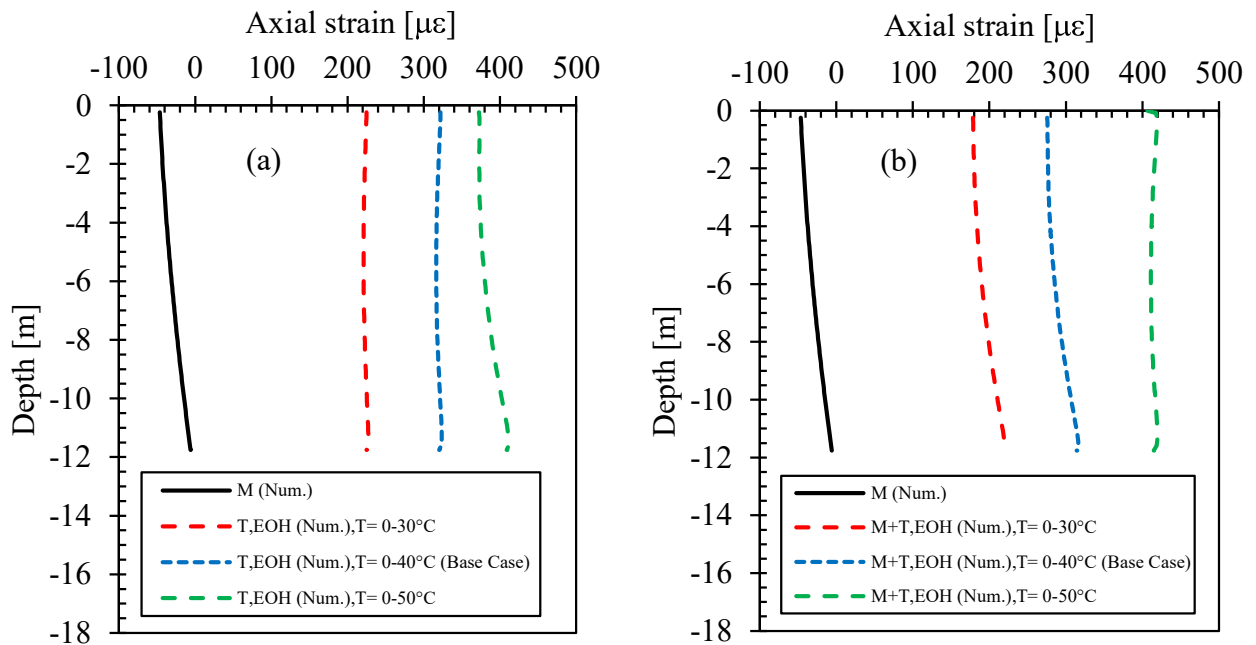 Axial strain [µε]
-100 0 100 200 300 400 500
0
-2
-4
-6
-8
-10
-12
-14
-16
-18
Depth [m]
(a)
M (Num.)
T,EOH (Num.),T= 0-30°C
T,EOH (Num.),T= 0-40°C (Base Case)
T,EOH (Num.),T= 0-50°C
Axial strain [µε]
-100 0 100 200 300 400 500
0
-2
-4
-6
-8
-10
-12
-14
-16
-18
Depth [m]
(b)
M (Num.)
M+T,EOH (Num.),T= 0-30°C
M+T,EOH (Num.),T= 0-40°C (Base Case)
M+T,EOH (Num.),T= 0-50°C